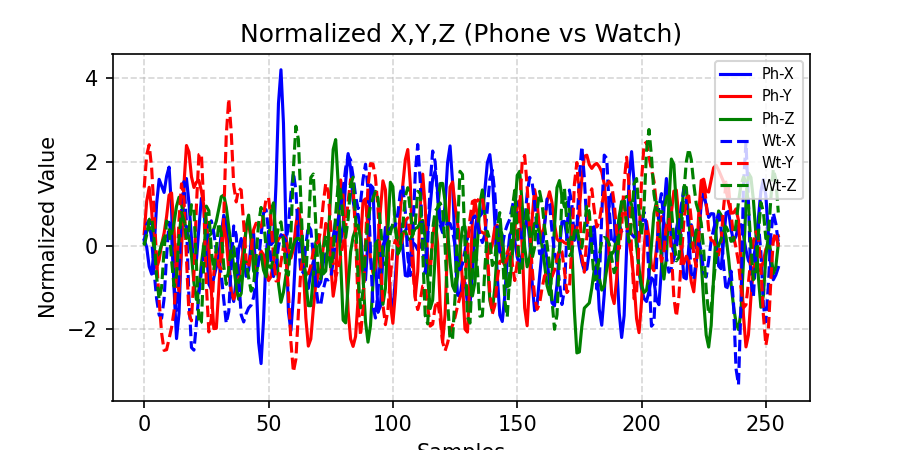 Normalized X,Y,Z (Phone vs Watch)
Normalized Value
4
2
0
−2
Ph-X
Ph-Y
Ph-Z
Wt-X
Wt-Y
Wt-Z
0 50 100 150 200 250
Samples